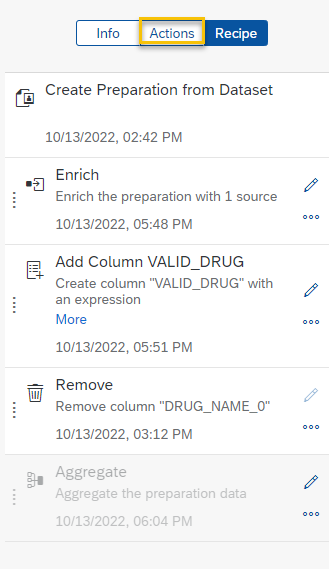 Info Actions Recipe
Create Preparation from Dataset
10/13/2022, 02:42 PM
Enrich
Enrich the preparation with 1 source
10/13/2022, 05:48 PM
Add Column VALID_DRUG
Create column "VALID_DRUG" with
an expression
More
10/13/2022, 05:51 PM
Remove
Remove column "DRUG_NAME_0"
10/13/2022, 03:12 PM
Aggregate
Aggregate the preparation data
10/13/2022, 06:04 PM